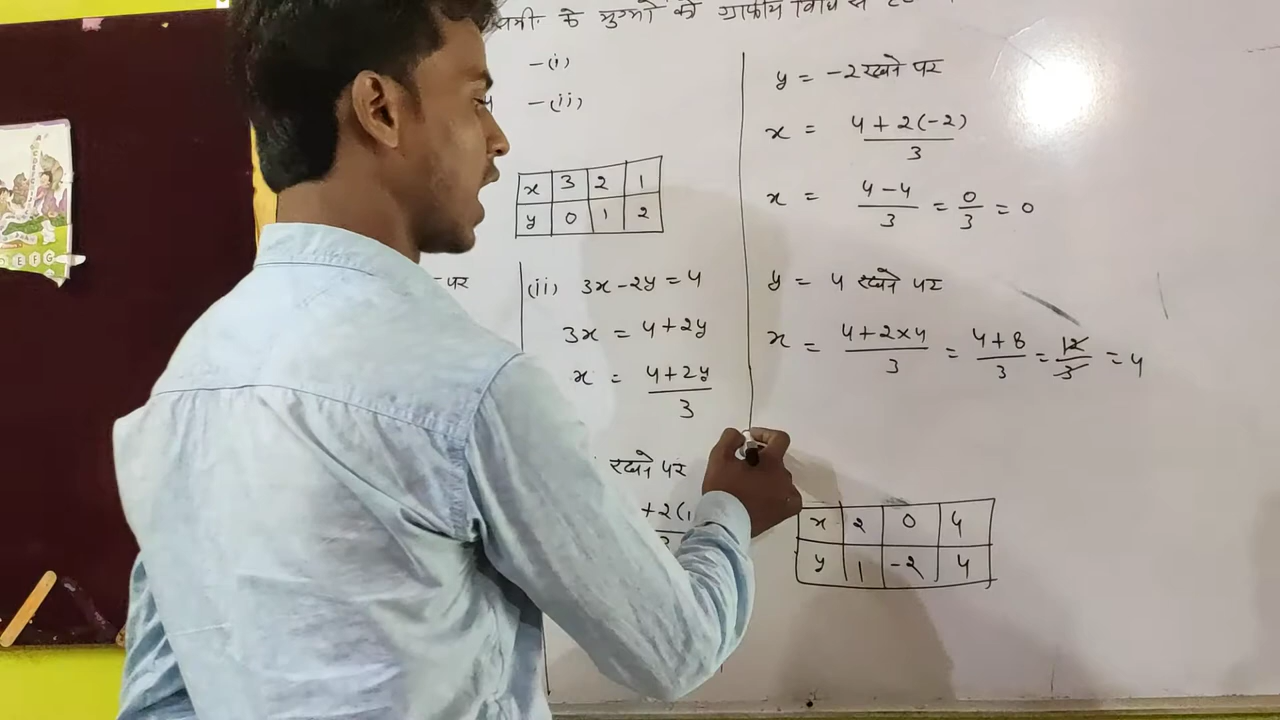 के युग्मों को ग्राफीय विधि से
-(i)
-(ii)
x 3 2 1
y 0 1 2
पर
(ii) 3x-2y=4
3x = 4+2y
x = 4+2y/3
रखने पर
+2(1
y = -2 रखने पर
x = 4+2(-2)/3
x = 4-4/3 = 0/3 = 0
y = 4 रखने पर
x = 4+2×4/3 = 4+8/3 = 12/3 = 4
x 2 0 4
y 1 -2 4